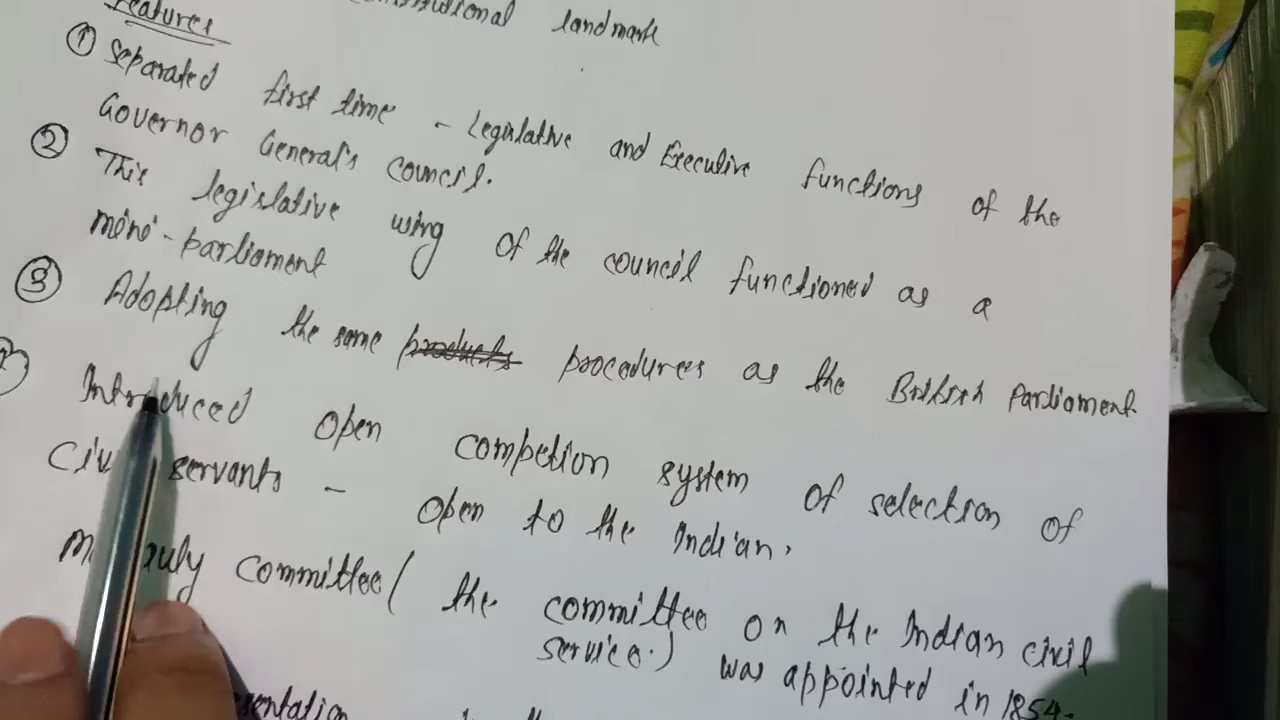 landmark
Features
① Separated first time - Legislative and Executive functions of the
Governor General's council.
② This legislative wing of the council functioned as a
mini-parliament
③ Adopting the same products procedures as the British Parliament
Introduced open competion system of selection of
servants - open to the Indian.
committee ( the committee on the Indian civil
service.) was appointed in 1854.